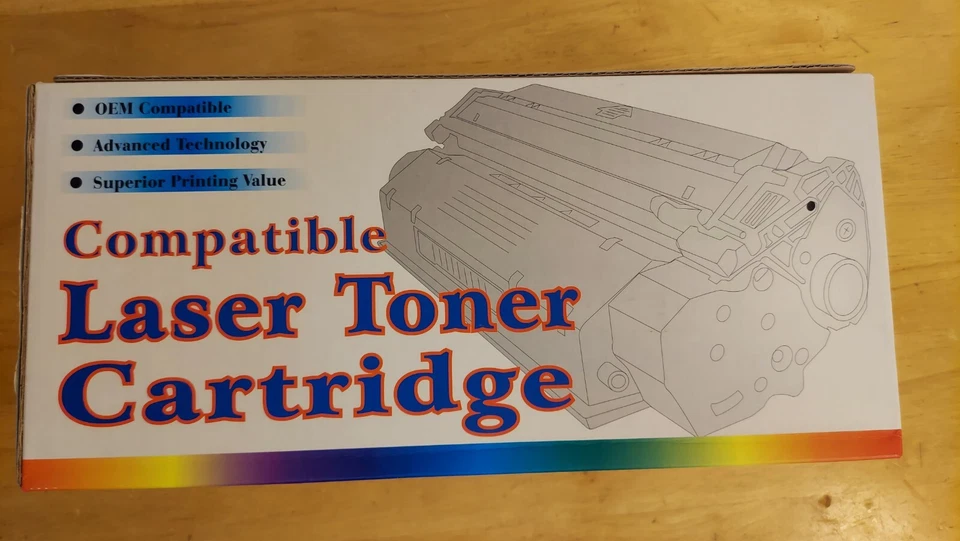 • OEM Compatible
• Advanced Technology
• Superior Printing Value
Compatible
Laser Toner
Cartridge